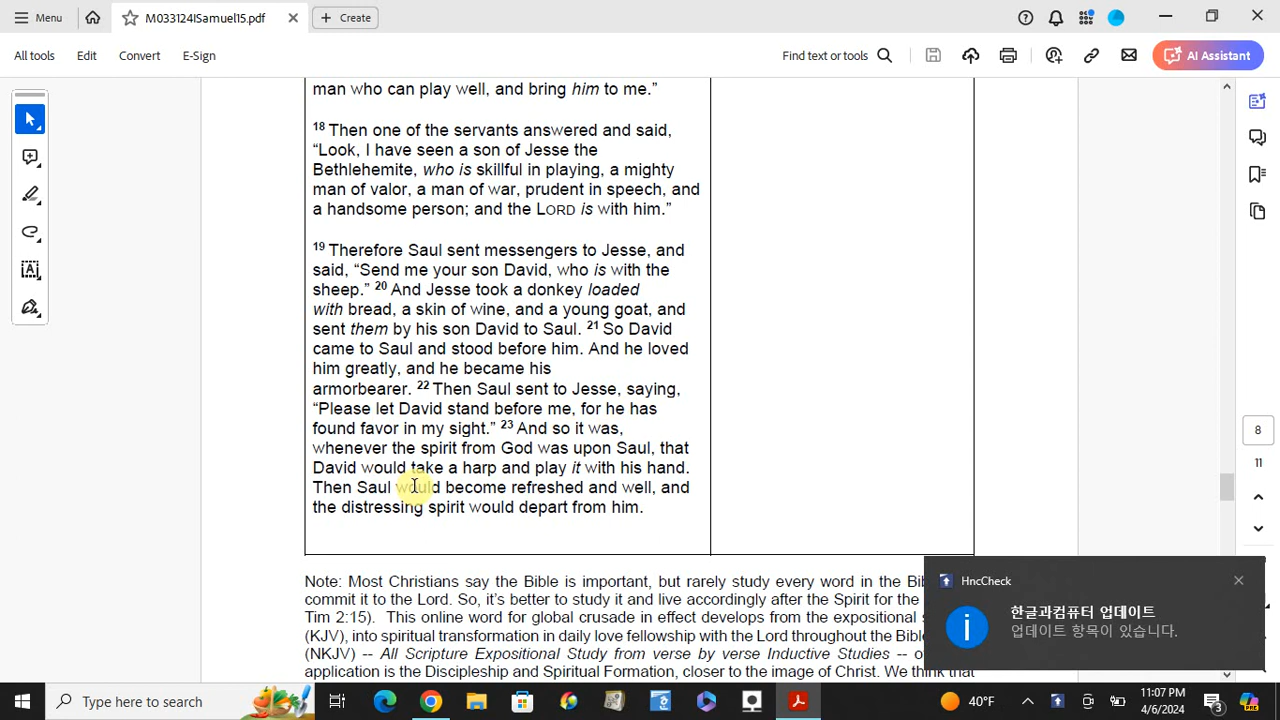 Menu
M033124ISamuel15.pdf
Create
All tools
Edit
Convert
E-Sign
Find text or tools
AI Assistant
man who can play well, and bring him to me.”
18 Then one of the servants answered and said,
“Look, I have seen a son of Jesse the
Bethlehemite, who is skillful in playing, a mighty
man of valor, a man of war, prudent in speech, and
a handsome person; and the LORD is with him.”
19 Therefore Saul sent messengers to Jesse, and
said, “Send me your son David, who is with the
sheep.” 20 And Jesse took a donkey loaded
with bread, a skin of wine, and a young goat, and
sent them by his son David to Saul. 21 So David
came to Saul and stood before him. And he loved
him greatly, and he became his
armorbearer. 22 Then Saul sent to Jesse, saying,
“Please let David stand before me, for he has
found favor in my sight.” 23 And so it was,
whenever the spirit from God was upon Saul, that
David would take a harp and play it with his hand.
Then Saul would become refreshed and well, and
the distressing spirit would depart from him.
8
11
Note: Most Christians say the Bible is important, but rarely study every word in the
commit it to the Lord. So, it’s better to study it and live accordingly after the Spirit for the
Tim 2:15). This online word for global crusade in effect develops from the expositional
(KJV), into spiritual transformation in daily love fellowship with the Lord throughout the
(NKJV) -- All Scripture Expositional Study from verse by verse Inductive Studies --
application is the Discipleship and Spiritual Formation, closer to the image of Christ. We think that
HncCheck
한글과컴퓨터 업데이트
업데이트 항목이 있습니다.
Type here to search
40°F
11:07 PM
4/6/2024
3